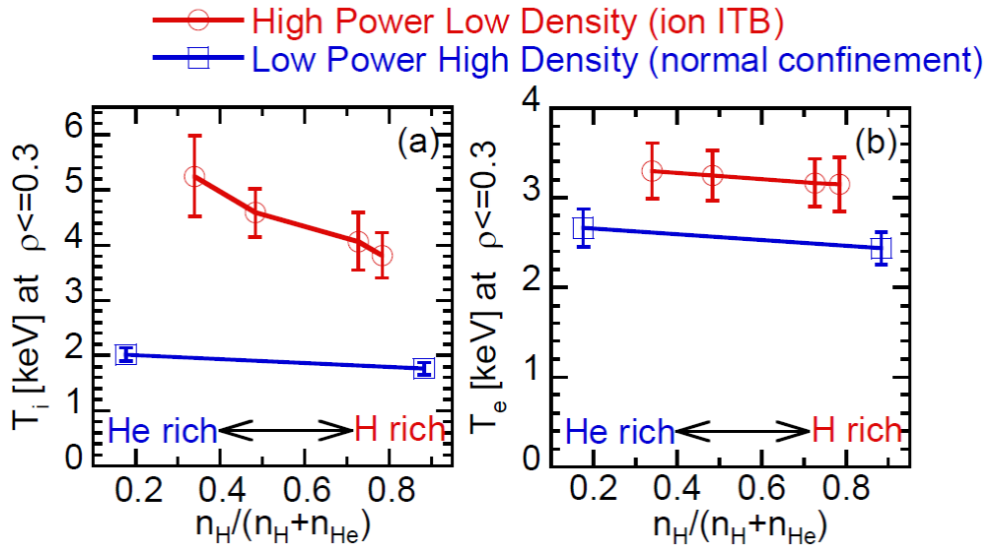 High Power Low Density (ion ITB)
Low Power High Density (normal confinement)
(a)
T_i [keV] at ρ<=0.3
6
5
4
3
2
1
0
He rich
H rich
0.2 0.4 0.6 0.8
n_H/(n_H+n_He)
(b)
T_e [keV] at ρ<=0.3
4
3
2
1
0
He rich
H rich
0.2 0.4 0.6 0.8
n_H/(n_H+n_He)